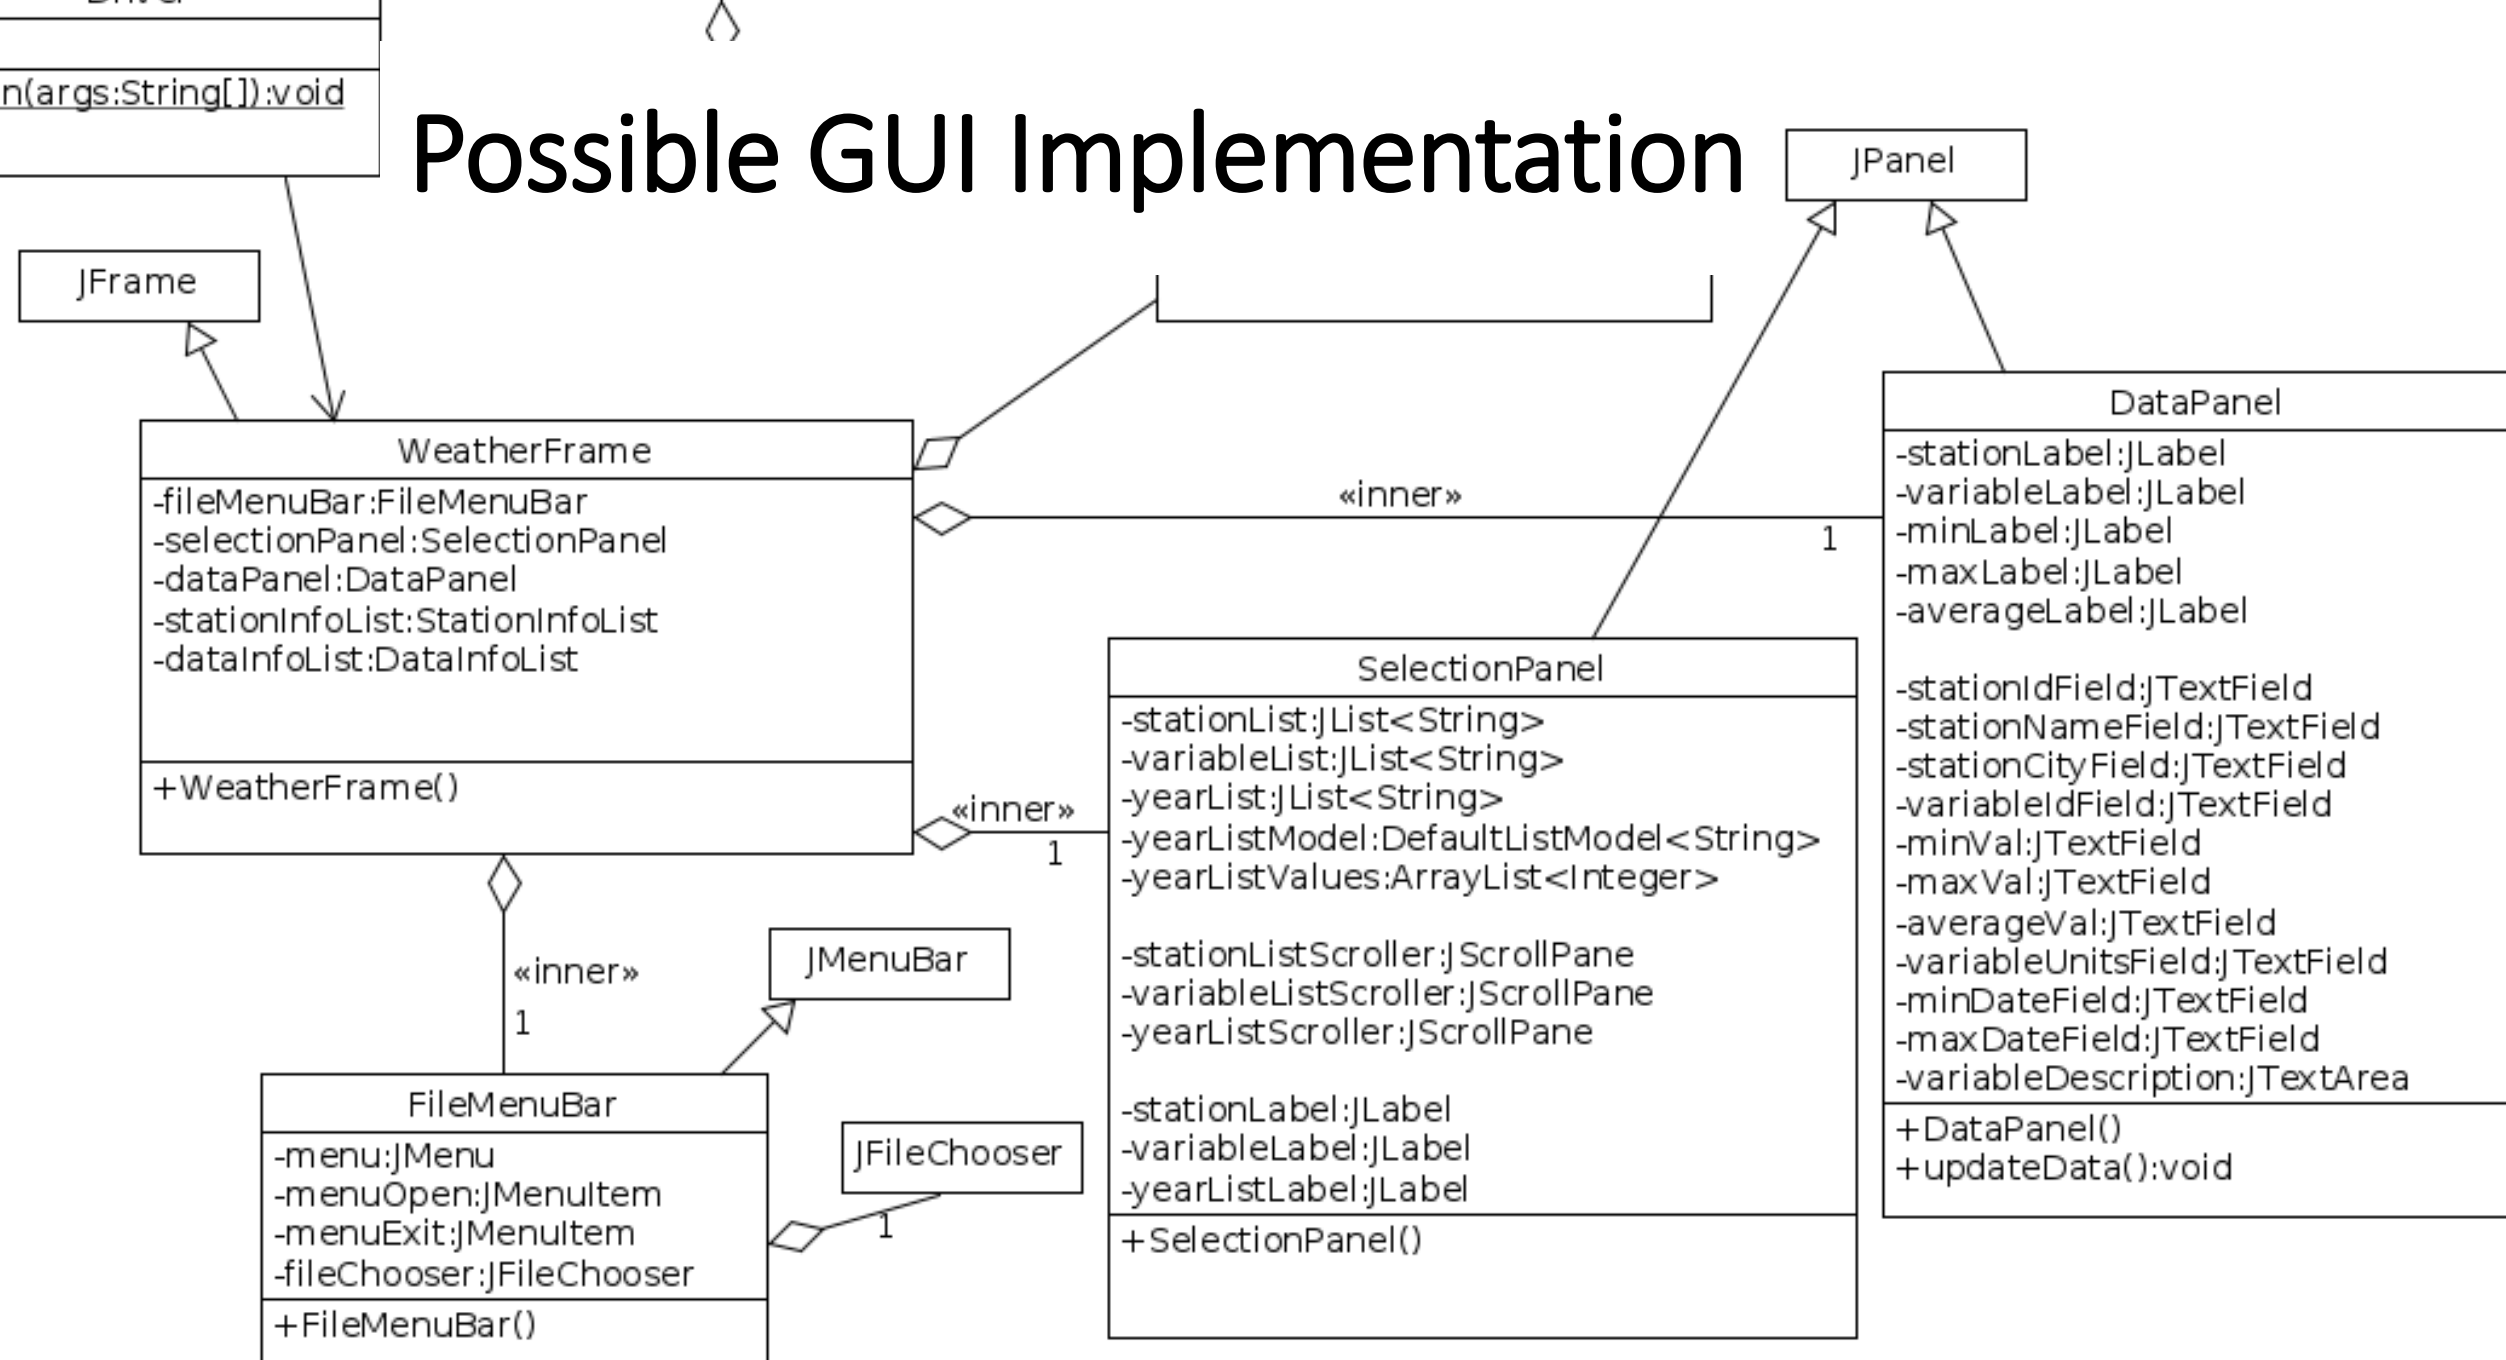 Driver
n(args:String[]):void
Possible GUI Implementation
JPanel
JFrame
WeatherFrame
-fileMenuBar:FileMenuBar
-selectionPanel:SelectionPanel
-dataPanel:DataPanel
-stationInfoList:StationInfoList
-dataInfoList:DataInfoList
+WeatherFrame()
«inner»
1
DataPanel
-stationLabel:JLabel
-variableLabel:JLabel
-minLabel:JLabel
-maxLabel:JLabel
-averageLabel:JLabel
-stationIdField:JTextField
-stationNameField:JTextField
-stationCityField:JTextField
-variableIdField:JTextField
-minVal:JTextField
-maxVal:JTextField
-averageVal:JTextField
-variableUnitsField:JTextField
-minDateField:JTextField
-maxDateField:JTextField
-variableDescription:JTextArea
+DataPanel()
+updateData():void
«inner»
1
SelectionPanel
-stationList:JList<String>
-variableList:JList<String>
-yearList:JList<String>
-yearListModel:DefaultListModel<String>
-yearListValues:ArrayList<Integer>
-stationListScroller:JScrollPane
-variableListScroller:JScrollPane
-yearListScroller:JScrollPane
-stationLabel:JLabel
-variableLabel:JLabel
-yearListLabel:JLabel
+SelectionPanel()
«inner»
1
JMenuBar
FileMenuBar
-menu:JMenu
-menuOpen:JMenuItem
-menuExit:JMenuItem
-fileChooser:JFileChooser
+FileMenuBar()
JFileChooser
1